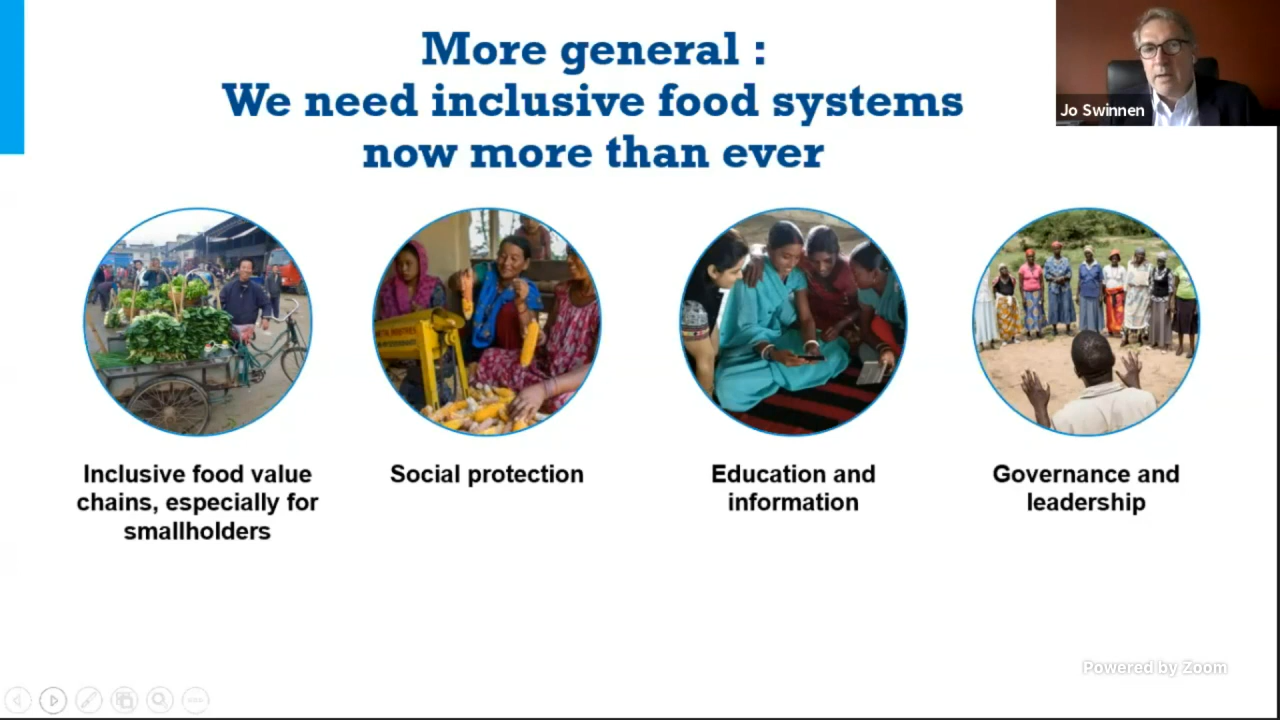 More general :
We need inclusive food systems
now more than ever
Jo Swinnen
Inclusive food value
chains, especially for
smallholders
Social protection
Education and
information
Governance and
leadership
Powered by Zoom